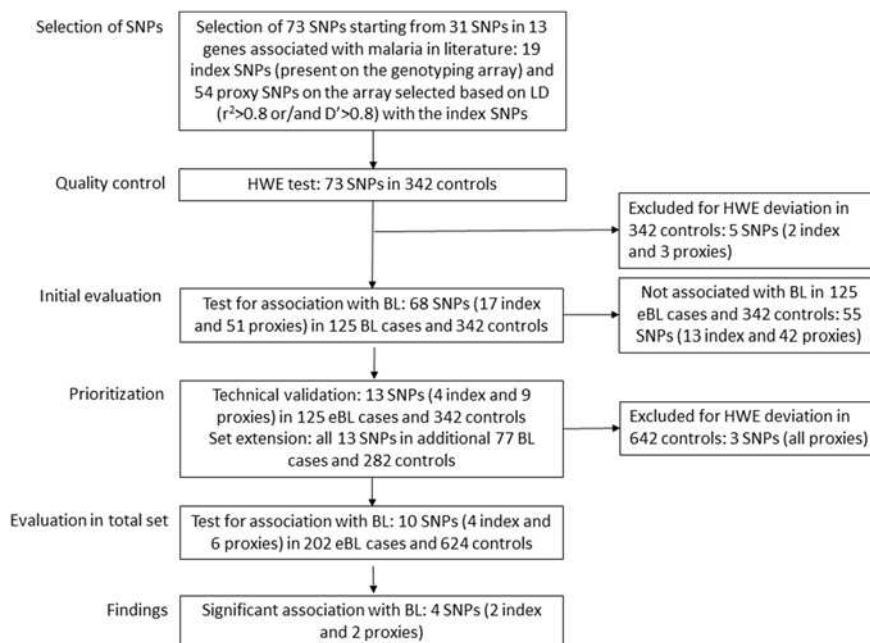 Selection of SNPs
Selection of 73 SNPs starting from 31 SNPs in 13
genes associated with malaria in literature: 19
index SNPs (present on the genotyping array) and
54 proxy SNPs on the array selected based on LD
(r²>0.8 or/and D'>0.8) with the index SNPs
Quality control
HWE test: 73 SNPs in 342 controls
Excluded for HWE deviation in
342 controls: 5 SNPs (2 index
and 3 proxies)
Initial evaluation
Test for association with BL: 68 SNPs (17 index
and 51 proxies) in 125 BL cases and 342 controls
Not associated with BL in 125
eBL cases and 342 controls: 55
SNPs (13 index and 42 proxies)
Prioritization
Technical validation: 13 SNPs (4 index and 9
proxies) in 125 eBL cases and 342 controls
Set extension: all 13 SNPs in additional 77 BL
cases and 282 controls
Excluded for HWE deviation in
642 controls: 3 SNPs (all proxies)
Evaluation in total set
Test for association with BL: 10 SNPs (4 index and
6 proxies) in 202 eBL cases and 624 controls
Findings
Significant association with BL: 4 SNPs (2 index
and 2 proxies)